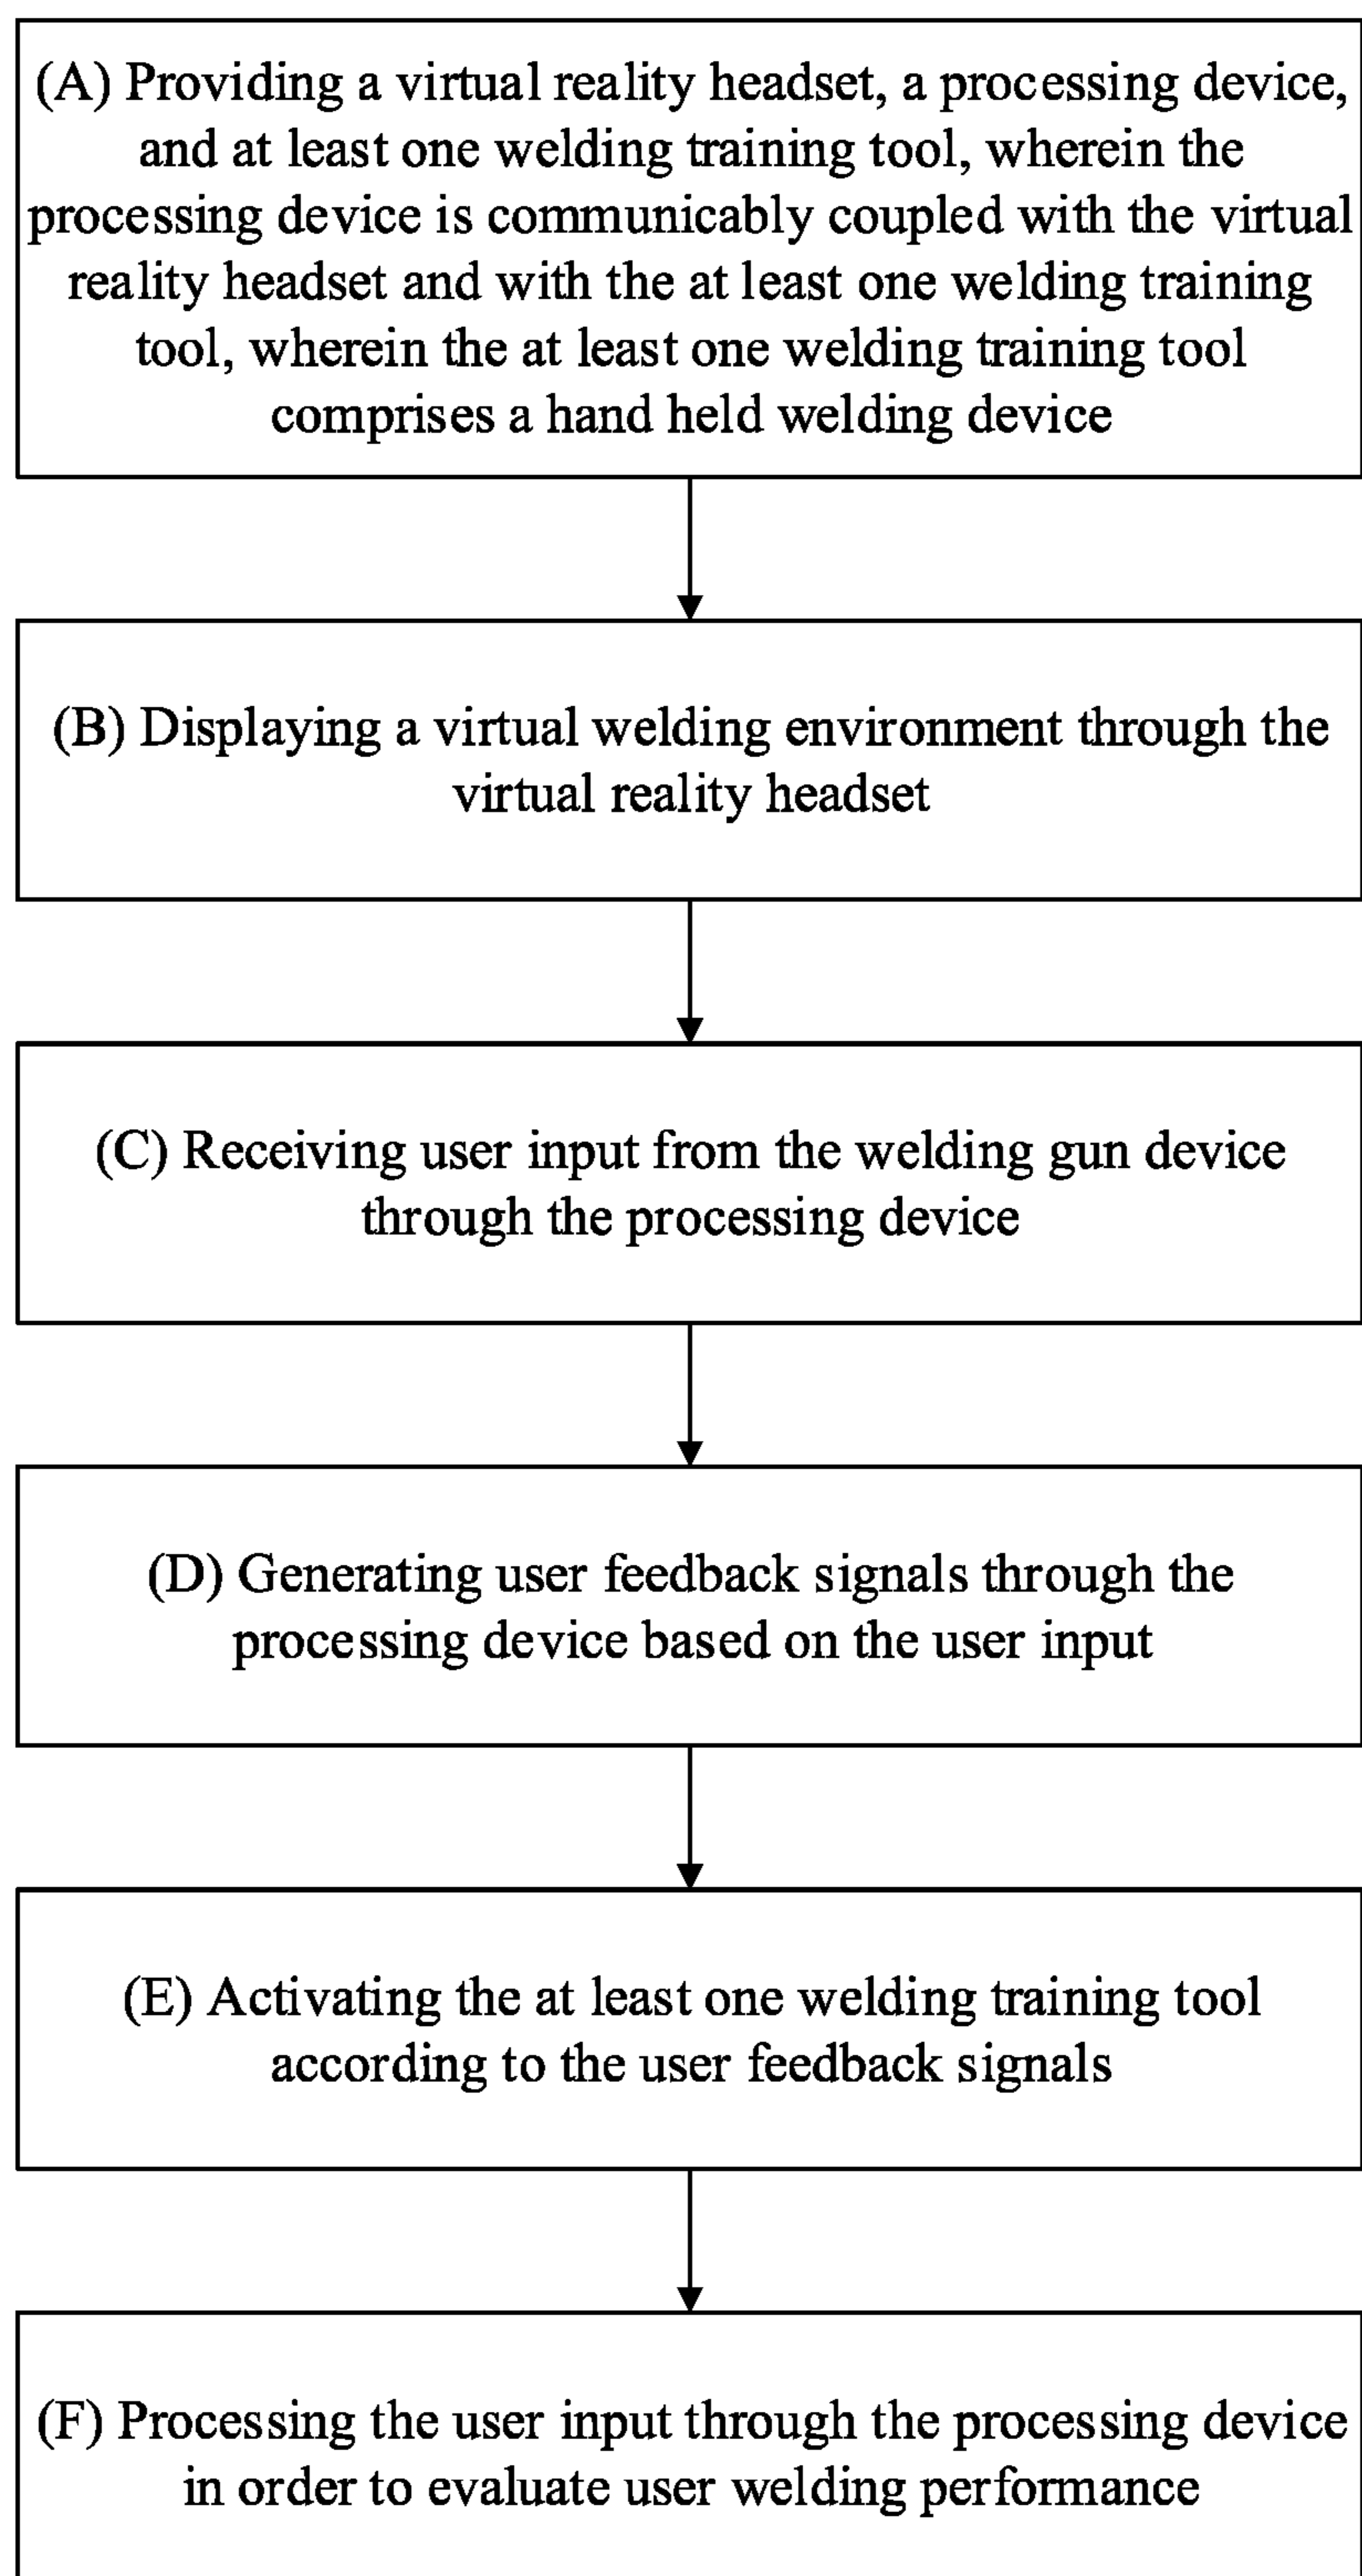 (A) Providing a virtual reality headset, a processing device,
and at least one welding training tool, wherein the
processing device is communicably coupled with the virtual
reality headset and with the at least one welding training
tool, wherein the at least one welding training tool
comprises a hand held welding device
(B) Displaying a virtual welding environment through the
virtual reality headset
(C) Receiving user input from the welding gun device
through the processing device
(D) Generating user feedback signals through the
processing device based on the user input
(E) Activating the at least one welding training tool
according to the user feedback signals
(F) Processing the user input through the processing device
in order to evaluate user welding performance